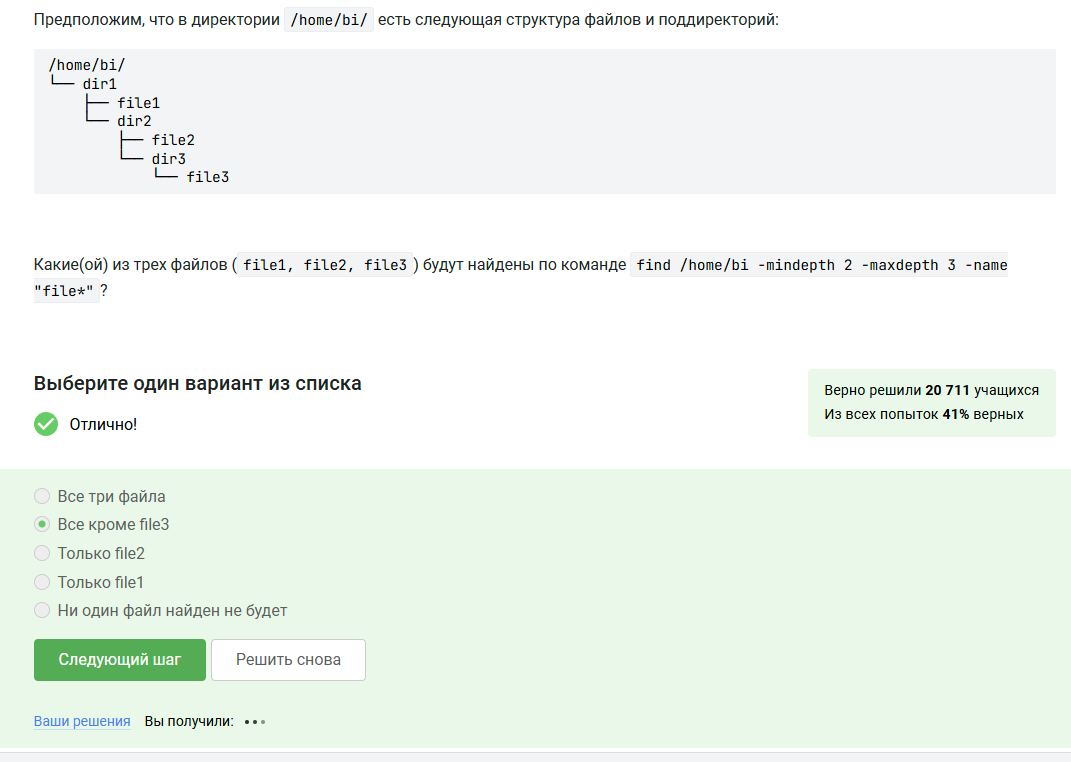 Предположим, что в директории /home/bi/ есть следующая структура файлов и поддиректорий:
/home/bi/
└── dir1
    ├── file1
    └── dir2
        ├── file2
        └── dir3
            └── file3
Какие(ой) из трех файлов ( file1, file2, file3 ) будут найдены по команде find /home/bi -mindepth 2 -maxdepth 3 -name
"file*" ?
Выберите один вариант из списка
Верно решили 20 711 учащихся
Из всех попыток 41% верных
Отлично!
Все три файла
Все кроме file3
Только file2
Только file1
Ни один файл найден не будет
Следующий шаг
Решить снова
Ваши решения Вы получили: